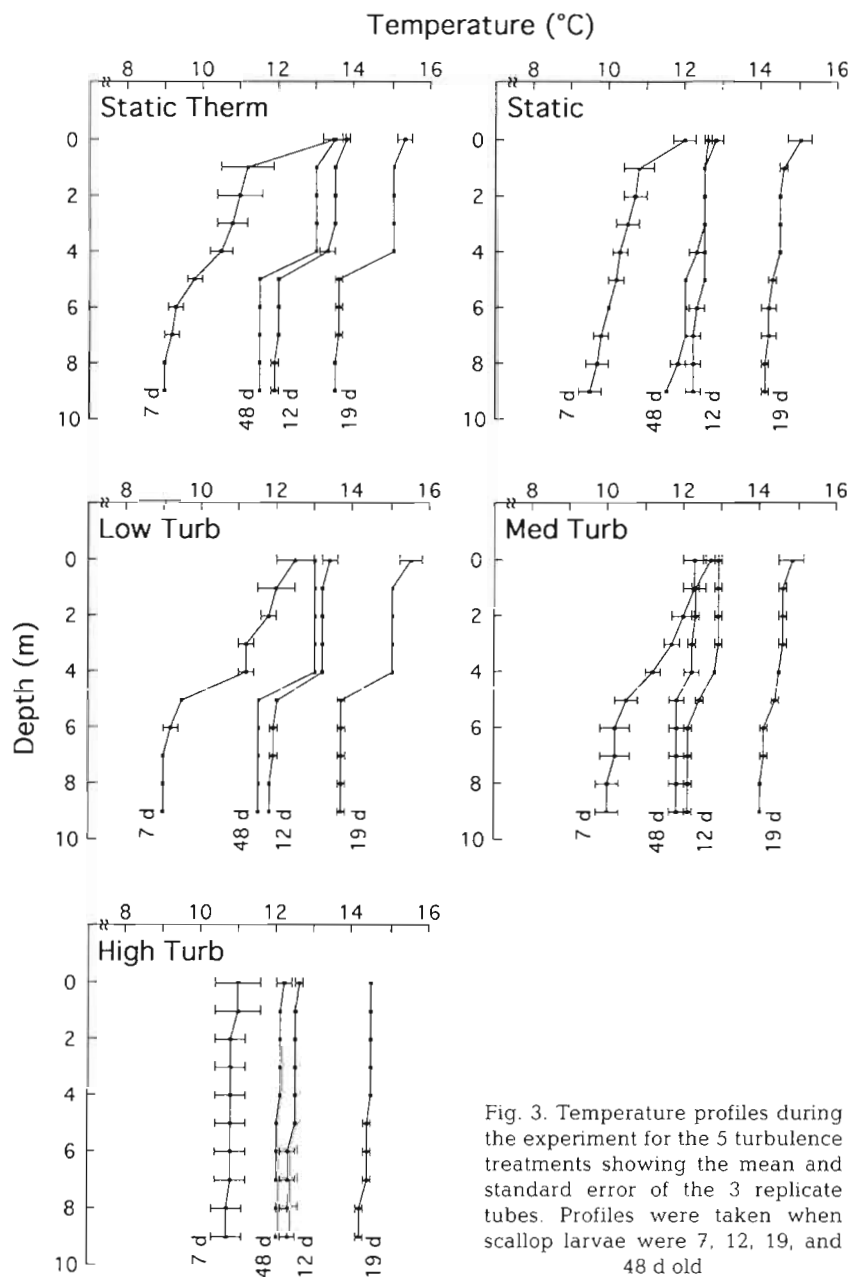 Temperature (°C)
8 10 12 14 16
8 10 12 14 16
Static Therm
Static
0
2
4
6
8
10
0
2
4
6
8
10
7 d
48 d
12 d
19 d
7 d
48 d
12 d
19 d
8 10 12 14 16
8 10 12 14 16
Low Turb
Med Turb
Depth (m)
0
2
4
6
8
10
0
2
4
6
8
10
7 d
48 d
12 d
19 d
7 d
48 d
12 d
19 d
8 10 12 14 16
High Turb
0
2
4
6
8
10
7 d
48 d
12 d
19 d
Fig. 3. Temperature profiles during
the experiment for the 5 turbulence
treatments showing the mean and
standard error of the 3 replicate
tubes. Profiles were taken when
scallop larvae were 7, 12, 19, and
48 d old